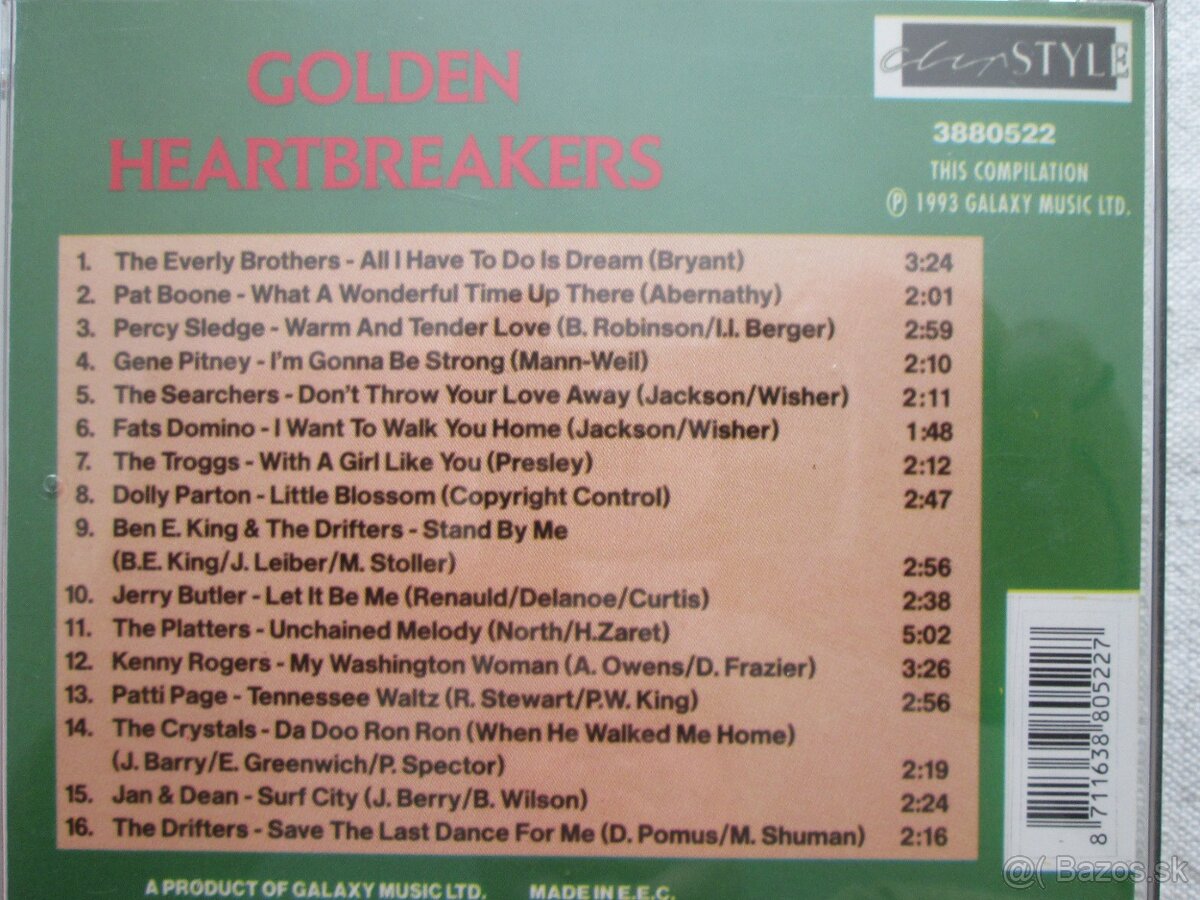 GOLDEN
HEARTBREAKERS
STYLE
3880522
THIS COMPILATION
Ⓟ 1993 GALAXY MUSIC LTD.
1. The Everly Brothers - All I Have To Do Is Dream (Bryant) 3:24
2. Pat Boone - What A Wonderful Time Up There (Abernathy) 2:01
3. Percy Sledge - Warm And Tender Love (B. Robinson/I.I. Berger) 2:59
4. Gene Pitney - I'm Gonna Be Strong (Mann-Weil) 2:10
5. The Searchers - Don't Throw Your Love Away (Jackson/Wisher) 2:11
6. Fats Domino - I Want To Walk You Home (Jackson/Wisher) 1:48
7. The Troggs - With A Girl Like You (Presley) 2:12
8. Dolly Parton - Little Blossom (Copyright Control) 2:47
9. Ben E. King & The Drifters - Stand By Me
(B.E. King/J. Leiber/M. Stoller) 2:56
10. Jerry Butler - Let It Be Me (Renauld/Delanoe/Curtis) 2:38
11. The Platters - Unchained Melody (North/H.Zaret) 5:02
12. Kenny Rogers - My Washington Woman (A. Owens/D. Frazier) 3:26
13. Patti Page - Tennessee Waltz (R. Stewart/P.W. King) 2:56
14. The Crystals - Da Doo Ron Ron (When He Walked Me Home)
(J. Barry/E. Greenwich/P. Spector) 2:19
15. Jan & Dean - Surf City (J. Berry/B. Wilson) 2:24
16. The Drifters - Save The Last Dance For Me (D. Pomus/M. Shuman) 2:16
A PRODUCT OF GALAXY MUSIC LTD. MADE IN E.E.C.
8 711638 805227
@( Bazos.sk